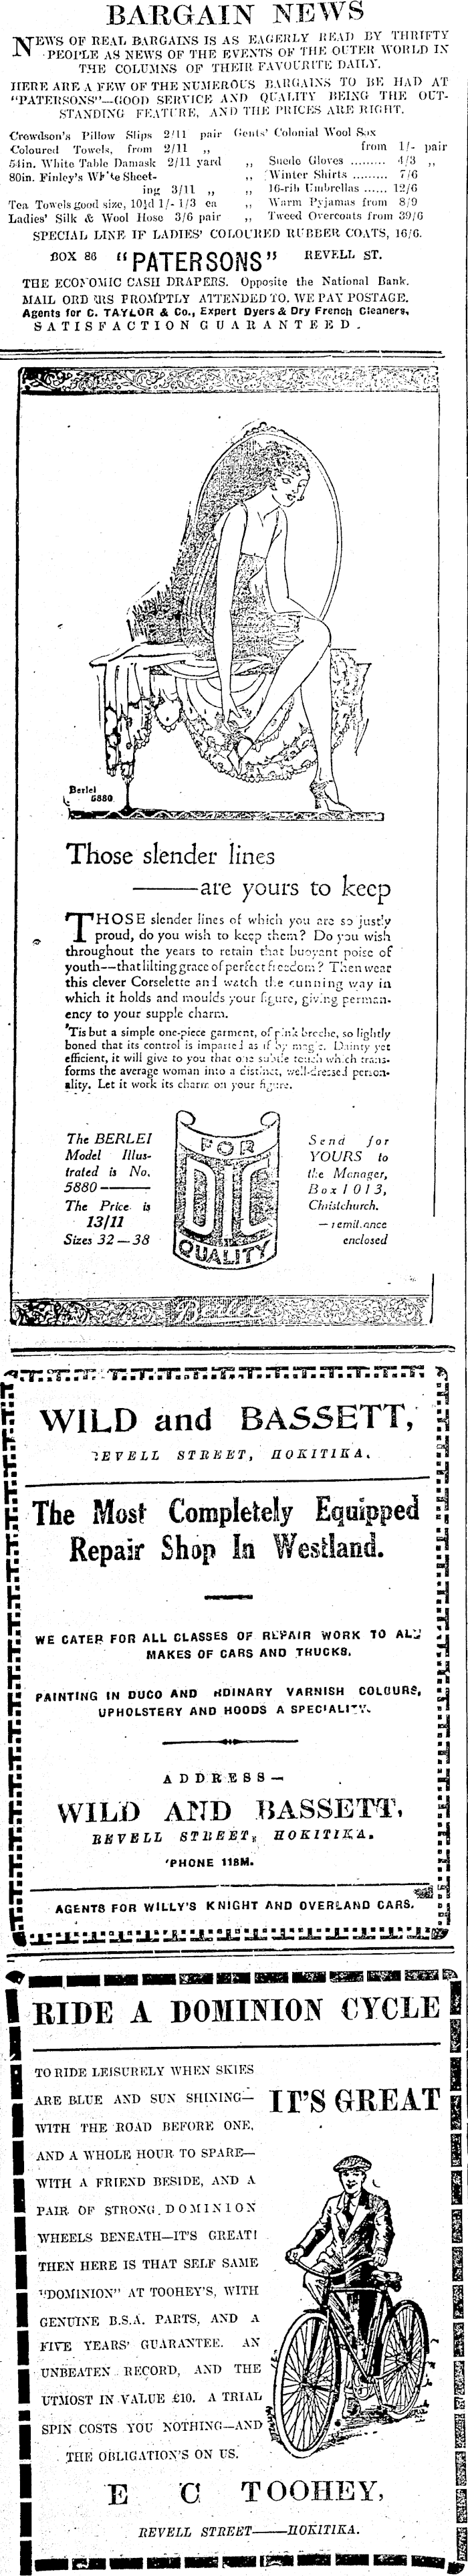 BARGAIN NEWS
NEWS OF REAL BARGAINS IS AS EAGERLY READ BY THRIFTY
PEOPLE AS NEWS OF THE EVENTS OF THE OUTER WORLD IN
THE COLUMNS OF THEIR FAVOURITE DAILY.
HERE ARE A FEW OF THE NUMEROUS BARGAINS TO BE HAD AT
"PATERSONS"—GOOD SERVICE AND QUALITY BEING THE OUT-
STANDING FEATURE, AND THE PRICES ARE RIGHT.
Crowdson's Pillow Slips 2/11 pair
Coloured Towels, from 2/11 „
54in. White Table Damask 2/11 yard
80in. Finley's White Sheet-
ing 3/11 „
Tea Towels good size, 10½d 1/- 1/3 ea
Ladies' Silk & Wool Hose 3/6 pair
Gents' Colonial Wool Sox
from 1/- pair
„ Suede Gloves ......... 4/3 „
„ Winter Shirts ......... 7/6
„ 16-rib Umbrellas ...... 12/6
„ Warm Pyjamas from 8/9
„ Tweed Overcoats from 39/6
SPECIAL LINE IF LADIES' COLOURED RUBBER COATS, 16/6.
BOX 86 "PATERSONS" REVELL ST.
THE ECONOMIC CASH DRAPERS. Opposite the National Bank.
MAIL ORD RS PROMPTLY ATTENDED TO. WE PAY POSTAGE.
Agents for C. TAYLOR & Co., Expert Dyers & Dry French Cleaners,
SATISFACTION GUARANTEED.
Berlei
5880
Those slender lines
——are yours to keep
THOSE slender lines of which you are so justly
proud, do you wish to keep them? Do you wish
throughout the years to retain that buoyant poise of
youth—that lilting grace of perfect freedom? Then wear
this clever Corselette and watch the cunning way in
which it holds and moulds your figure, giving perman-
ency to your supple charm.
'Tis but a simple one-piece garment, of pink broche, so lightly
boned that its control is imparted as if by magic. Dainty yet
efficient, it will give to you that one subtle touch which trans-
forms the average woman into a distinct, well-dressed person-
ality. Let it work its charm on your figure.
The BERLEI
Model Illus-
trated is No.
5880———
The Price is
13/11
Sizes 32—38
FOR
DIC
QUALITY
Send for
YOURS to
the Manager,
Box 1013,
Christchurch.
—remittance
enclosed
Berlei
WILD and BASSETT,
REVELL STREET, HOKITIKA.
The Most Completely Equipped
Repair Shop In Westland.
WE CATER FOR ALL CLASSES OF REPAIR WORK TO ALL
MAKES OF CARS AND TRUCKS.
PAINTING IN DUCO AND RDINARY VARNISH COLOURS,
UPHOLSTERY AND HOODS A SPECIALITY.
ADDRESS—
WILD AND BASSETT,
REVELL STREET, HOKITIKA.
'PHONE 118M.
AGENTS FOR WILLY'S KNIGHT AND OVERLAND CARS.
RIDE A DOMINION CYCLE
IT'S GREAT
TO RIDE LEISURELY WHEN SKIES
ARE BLUE AND SUN SHINING—
WITH THE ROAD BEFORE ONE,
AND A WHOLE HOUR TO SPARE—
WITH A FRIEND BESIDE, AND A
PAIR OF STRONG DOMINION
WHEELS BENEATH—IT'S GREAT!
THEN HERE IS THAT SELF SAME
"DOMINION" AT TOOHEY'S, WITH
GENUINE B.S.A. PARTS, AND A
FIVE YEARS' GUARANTEE. AN
UNBEATEN RECORD, AND THE
UTMOST IN VALUE £10. A TRIAL
SPIN COSTS YOU NOTHING—AND
THE OBLIGATION'S ON US.
E C TOOHEY,
REVELL STREET——HOKITIKA.